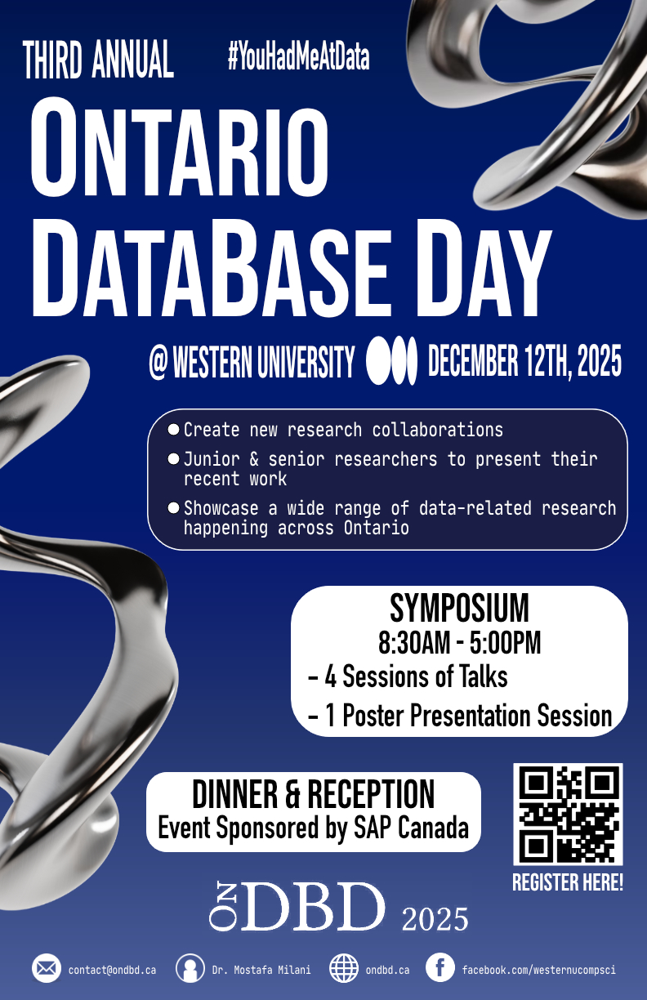 THIRD ANNUAL
#YouHadMeAtData
ONTARIO
DATABASE DAY
@ WESTERN UNIVERSITY
DECEMBER 12TH, 2025
● Create new research collaborations
● Junior & senior researchers to present their
recent work
● Showcase a wide range of data-related research
happening across Ontario
SYMPOSIUM
8:30AM - 5:00PM
- 4 Sessions of Talks
- 1 Poster Presentation Session
DINNER & RECEPTION
Event Sponsored by SAP Canada
REGISTER HERE!
ON DBD 2025
contact@ondbd.ca
Dr. Mostafa Milani
ondbd.ca
facebook.com/westernucompsci